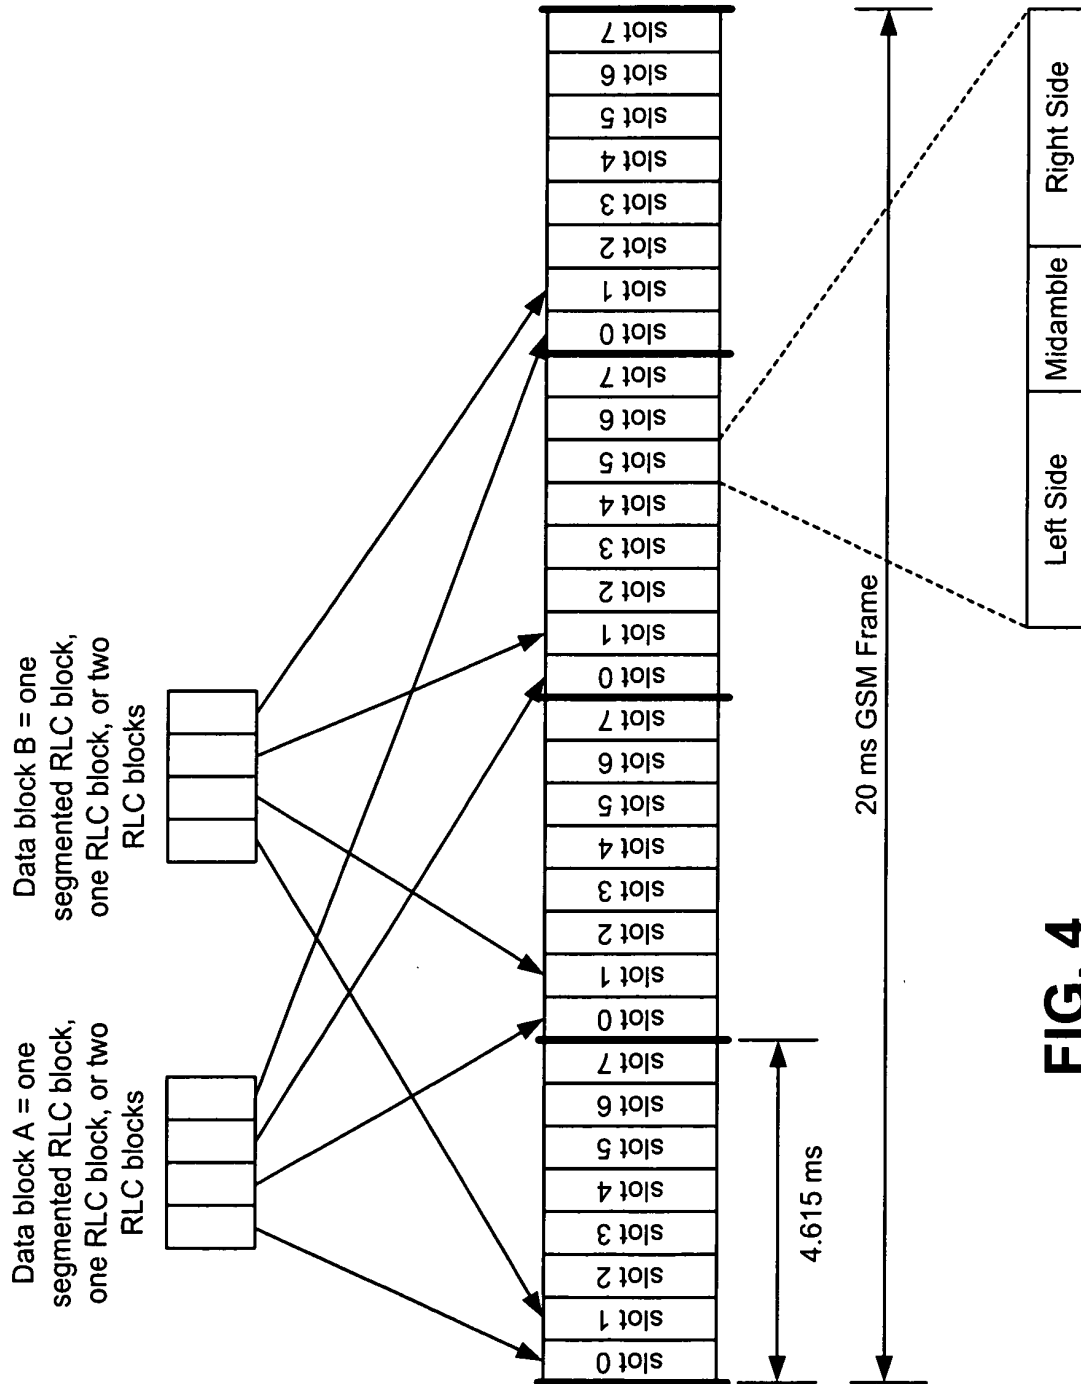 Data block A = one
segmented RLC block,
one RLC block, or two
RLC blocks
Data block B = one
segmented RLC block,
one RLC block, or two
RLC blocks
slot 0
slot 1
slot 2
slot 3
slot 4
slot 5
slot 6
slot 7
slot 0
slot 1
slot 2
slot 3
slot 4
slot 5
slot 6
slot 7
slot 0
slot 1
slot 2
slot 3
slot 4
slot 5
slot 6
slot 7
slot 0
slot 1
slot 2
slot 3
slot 4
slot 5
slot 6
slot 7
4.615 ms
20 ms GSM Frame
Left Side
Midamble
Right Side
FIG. 4